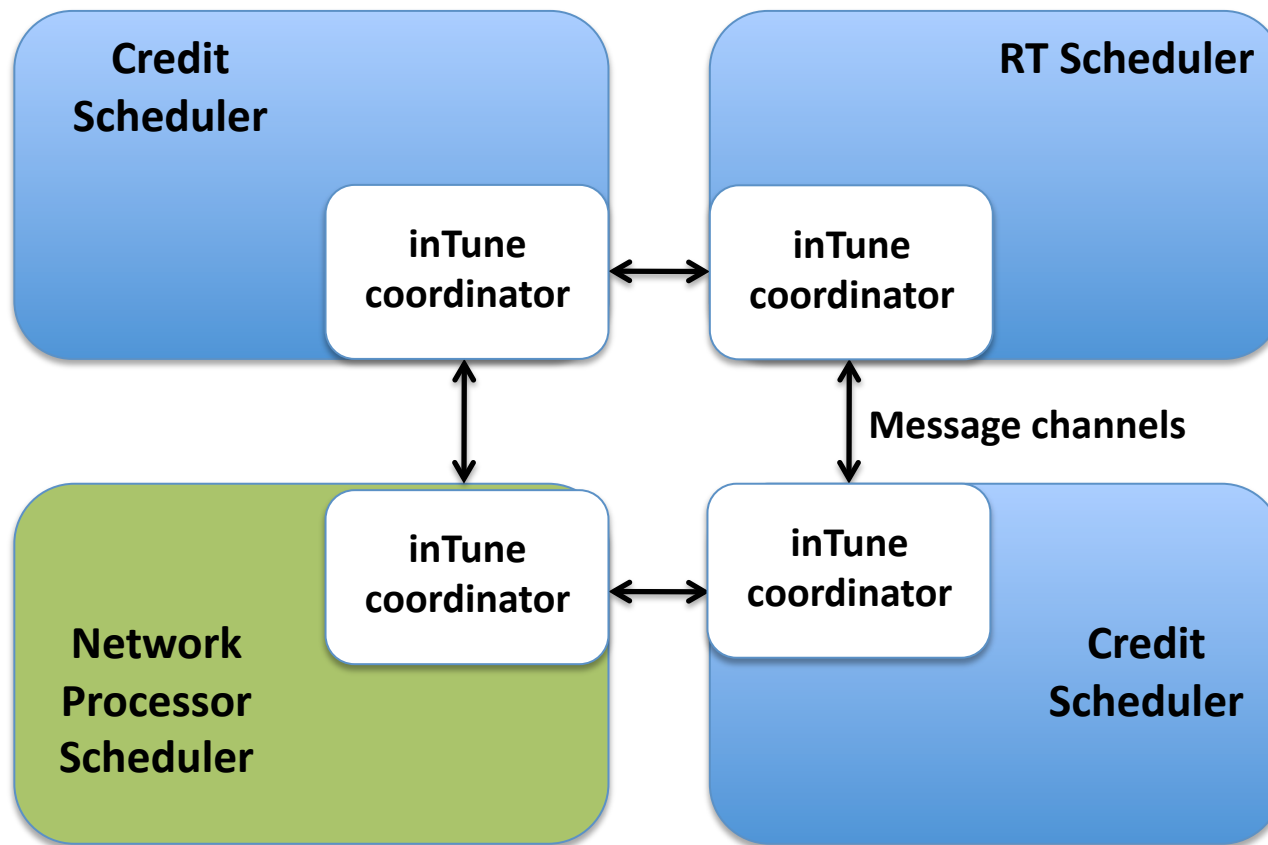 Credit
Scheduler
RT Scheduler
inTune
coordinator
inTune
coordinator
Message channels
inTune
coordinator
inTune
coordinator
Network
Processor
Scheduler
Credit
Scheduler